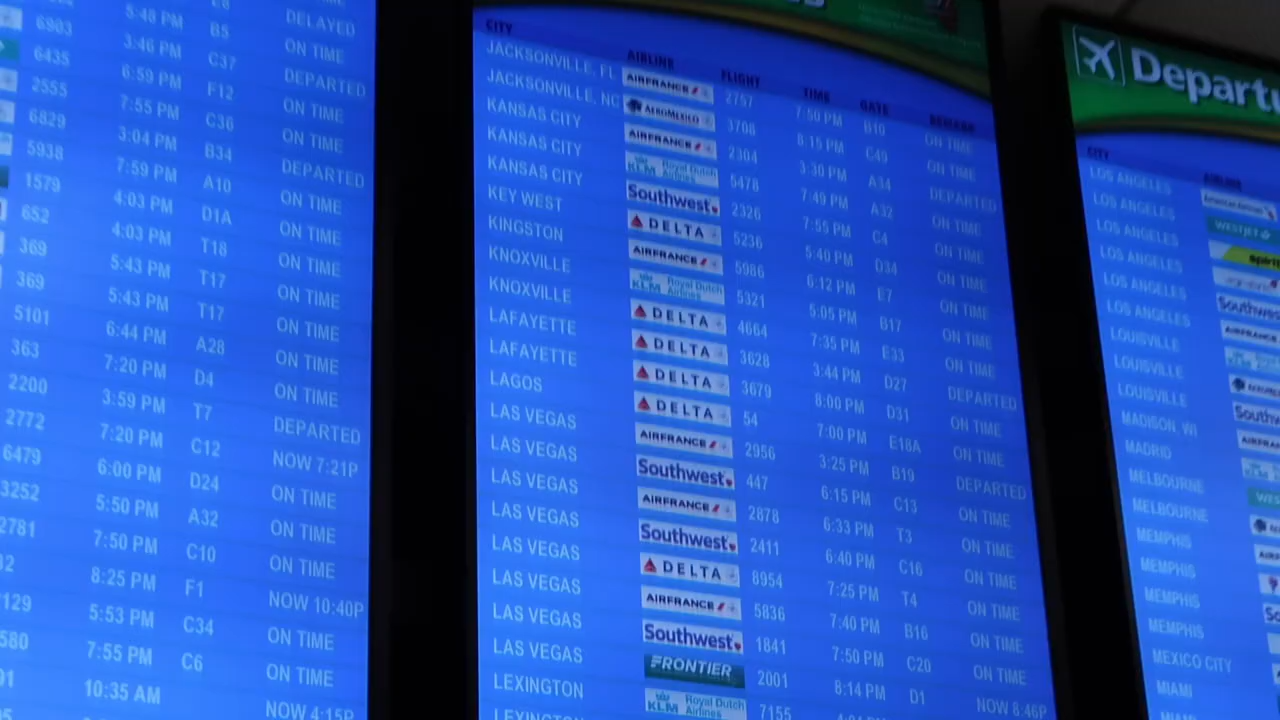 DELAYED
5:48 PM B5 ON TIME
6903 3:46 PM C37 DEPARTED
6435 6:59 PM F12 ON TIME
2555 7:55 PM C36 ON TIME
6829 3:04 PM B34 DEPARTED
5938 7:59 PM A10 ON TIME
1579 4:03 PM D1A ON TIME
652 4:03 PM T18 ON TIME
369 5:43 PM T17 ON TIME
369 5:43 PM T17 ON TIME
5101 6:44 PM A28 ON TIME
363 7:20 PM D4 ON TIME
2200 3:59 PM T7 DEPARTED
2772 7:20 PM C12 NOW 7:21P
6479 6:00 PM D24 ON TIME
3252 5:50 PM A32 ON TIME
2781 7:50 PM C10 ON TIME
8:25 PM F1 NOW 10:40P
5:53 PM C34 ON TIME
7:55 PM C6 ON TIME
10:35 AM NOW 4:15P
CITY AIRLINE FLIGHT TIME GATE REMARK
JACKSONVILLE, FL AIRFRANCE 2757 7:50 PM B10 ON TIME
JACKSONVILLE, NC AEROMEXICO 3708 8:15 PM C49 ON TIME
KANSAS CITY AIRFRANCE 2304 3:30 PM A34 DEPARTED
KANSAS CITY KLM Royal Dutch Airlines 5478 7:49 PM A32 ON TIME
KANSAS CITY Southwest 2326 7:55 PM C4 ON TIME
KEY WEST DELTA 5236 5:40 PM D34 ON TIME
KINGSTON AIRFRANCE 5986 6:12 PM E7 ON TIME
KNOXVILLE KLM Royal Dutch Airlines 5321 5:05 PM B17 ON TIME
KNOXVILLE DELTA 4664 7:35 PM E33 ON TIME
LAFAYETTE DELTA 3628 3:44 PM D27 DEPARTED
LAFAYETTE DELTA 3679 8:00 PM D31 ON TIME
LAGOS DELTA 54 7:00 PM E18A ON TIME
LAS VEGAS AIRFRANCE 2956 3:25 PM B19 DEPARTED
LAS VEGAS Southwest 447 6:15 PM C13 ON TIME
LAS VEGAS AIRFRANCE 2878 6:33 PM T3 ON TIME
LAS VEGAS Southwest 2411 6:40 PM C16 ON TIME
LAS VEGAS DELTA 8954 7:25 PM T4 ON TIME
LAS VEGAS AIRFRANCE 5836 7:40 PM B16 ON TIME
LAS VEGAS Southwest 1841 7:50 PM C20 ON TIME
LAS VEGAS FRONTIER 2001 8:14 PM D1 NOW 8:46P
LEXINGTON KLM Royal Dutch Airlines 7155
LEXINGTON
Departu
CITY AIRLINE
LOS ANGELES American Airlines
LOS ANGELES WESTJET
LOS ANGELES spirit
LOS ANGELES
LOS ANGELES Southwes
LOS ANGELES AIRFRANCE
LOUISVILLE
LOUISVILLE
LOUISVILLE South
MADISON, WI AIRFRAN
MADRID
MELBOURNE WES
MELBOURNE
MEMPHIS
MEMPHIS
MEMPHIS
MEMPHIS
MEXICO CITY
MIAMI